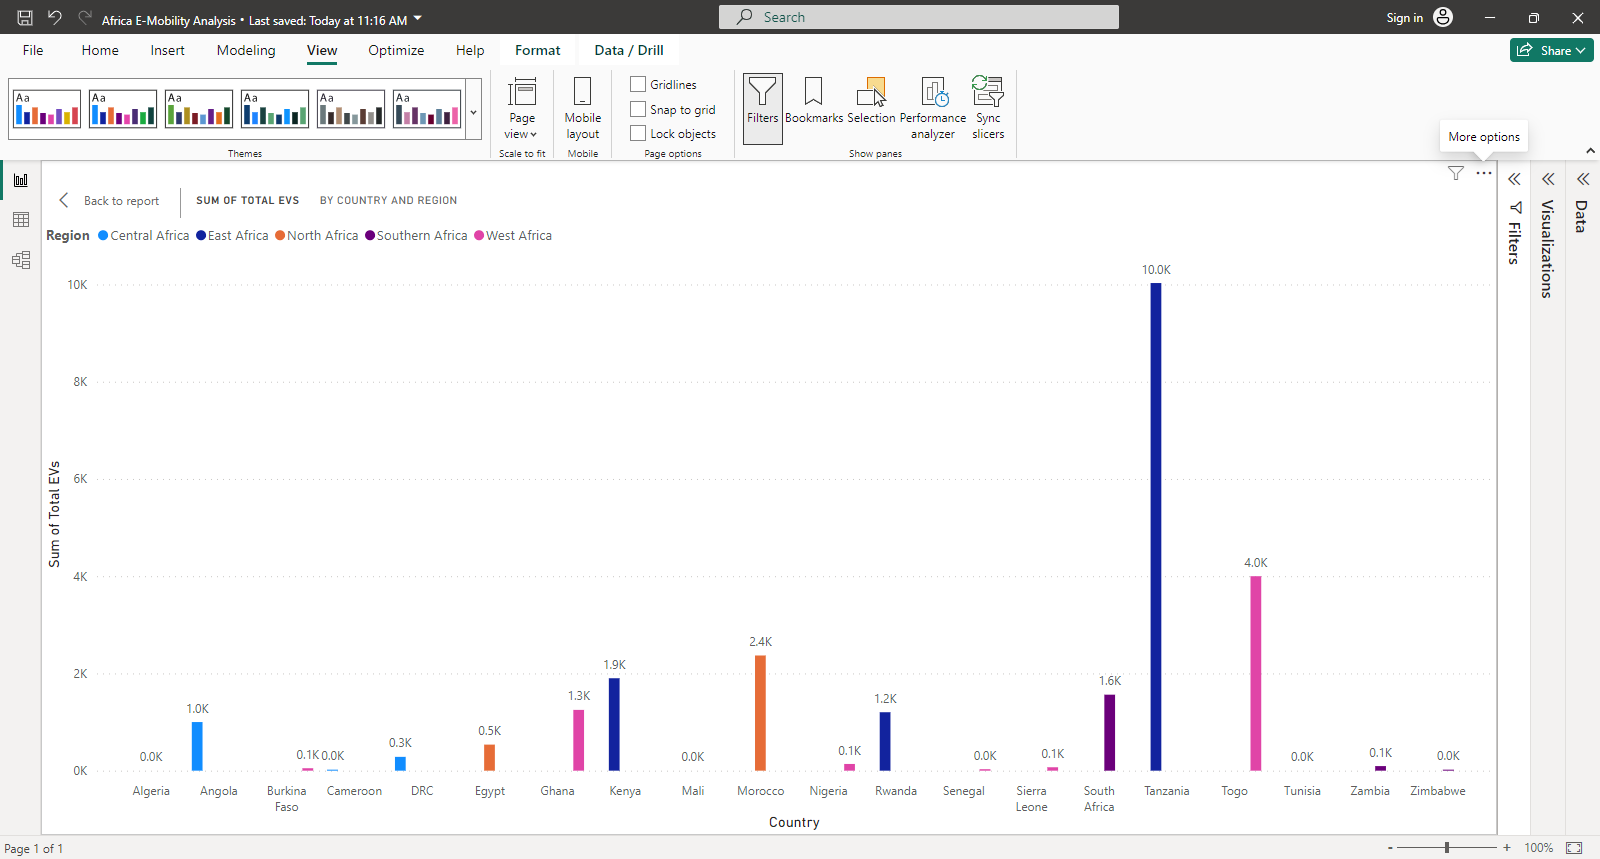 Africa E-Mobility Analysis • Last saved: Today at 11:16 AM
Search
Sign in
File Home Insert Modeling View Optimize Help Format Data / Drill
Share
Aa Aa Aa Aa Aa Aa
Themes
Page view
Scale to fit
Mobile layout
Mobile
Gridlines
Snap to grid
Lock objects
Page options
Filters
Bookmarks
Selection
Performance analyzer
Sync slicers
Show panes
More options
Back to report
SUM OF TOTAL EVS
BY COUNTRY AND REGION
Region Central Africa East Africa North Africa Southern Africa West Africa
Filters
Visualizations
Data
Sum of Total EVs
10K
8K
6K
4K
2K
0K
0.0K 1.0K 0.1K 0.0K 0.3K 0.5K 1.3K 1.9K 0.0K 2.4K 0.1K 1.2K 0.0K 0.1K 1.6K 10.0K 4.0K 0.0K 0.1K 0.0K
Algeria Angola Burkina Faso Cameroon DRC Egypt Ghana Kenya Mali Morocco Nigeria Rwanda Senegal Sierra Leone South Africa Tanzania Togo Tunisia Zambia Zimbabwe
Country
Page 1 of 1
- + 100%